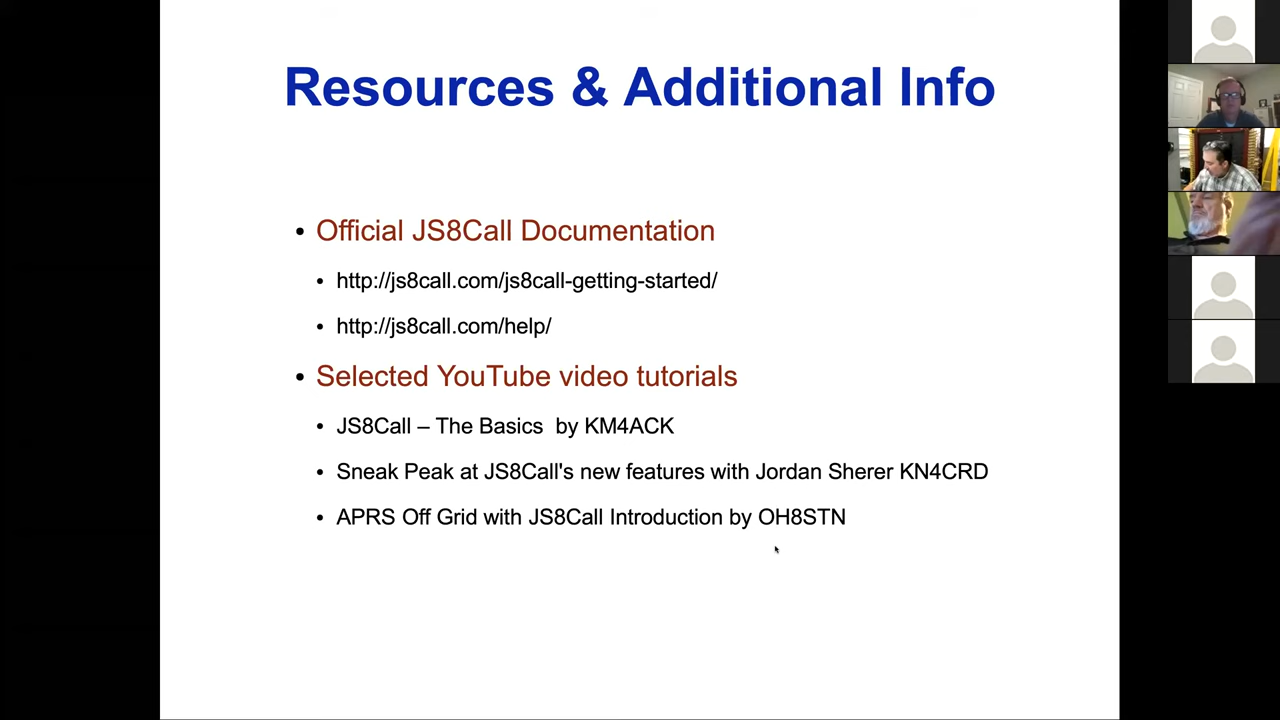 Resources & Additional Info
• Official JS8Call Documentation
• http://js8call.com/js8call-getting-started/
• http://js8call.com/help/
• Selected YouTube video tutorials
• JS8Call – The Basics  by KM4ACK
• Sneak Peak at JS8Call's new features with Jordan Sherer KN4CRD
• APRS Off Grid with JS8Call Introduction by OH8STN